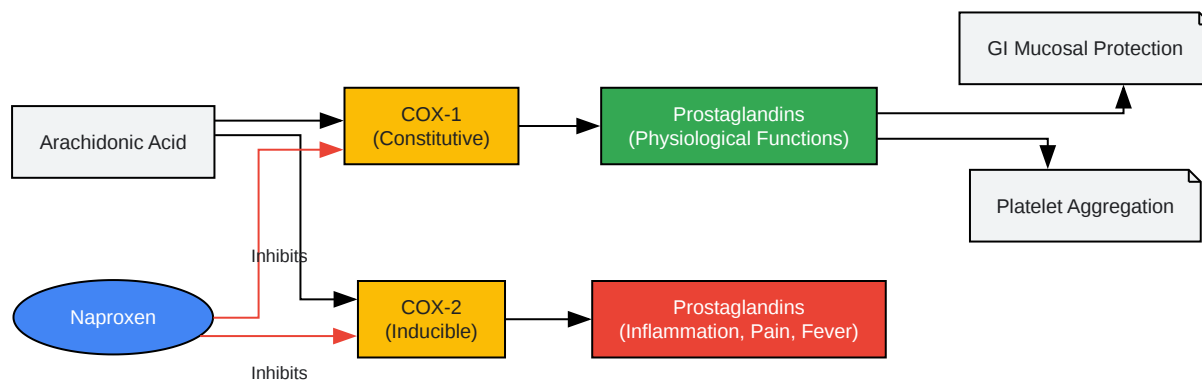 GI Mucosal Protection
COX-1
(Constitutive)
Prostaglandins
(Physiological Functions)
Arachidonic Acid
Platelet Aggregation
Inhibits
Naproxen
COX-2
(Inducible)
Prostaglandins
(Inflammation, Pain, Fever)
Inhibits